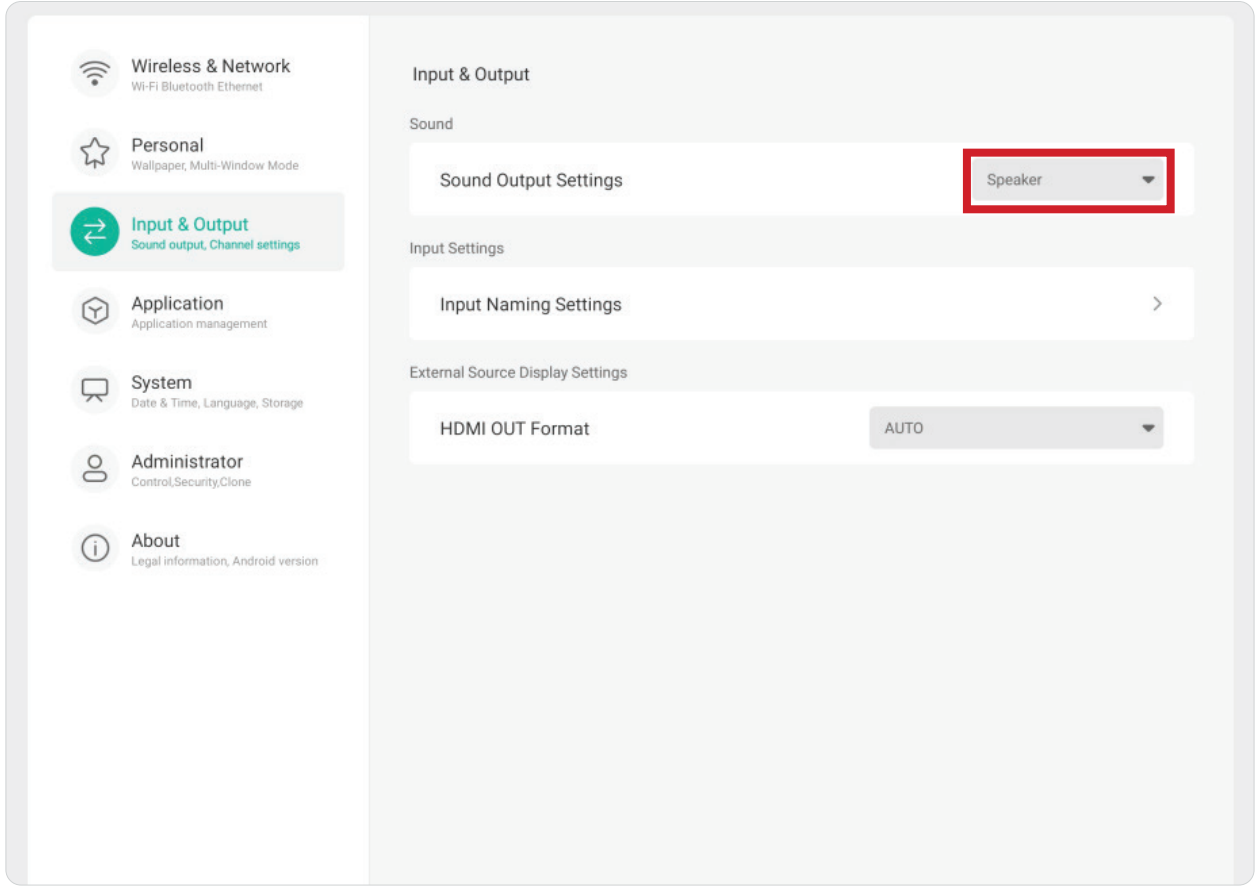 Wireless & Network
Wi-Fi Bluetooth Ethernet
Personal
Wallpaper, Multi-Window Mode
Input & Output
Sound output, Channel settings
Application
Application management
System
Date & Time, Language, Storage
Administrator
Control,Security,Clone
About
Legal information, Android version
Input & Output
Sound
Sound Output Settings
Speaker
Input Settings
Input Naming Settings
External Source Display Settings
HDMI OUT Format
AUTO